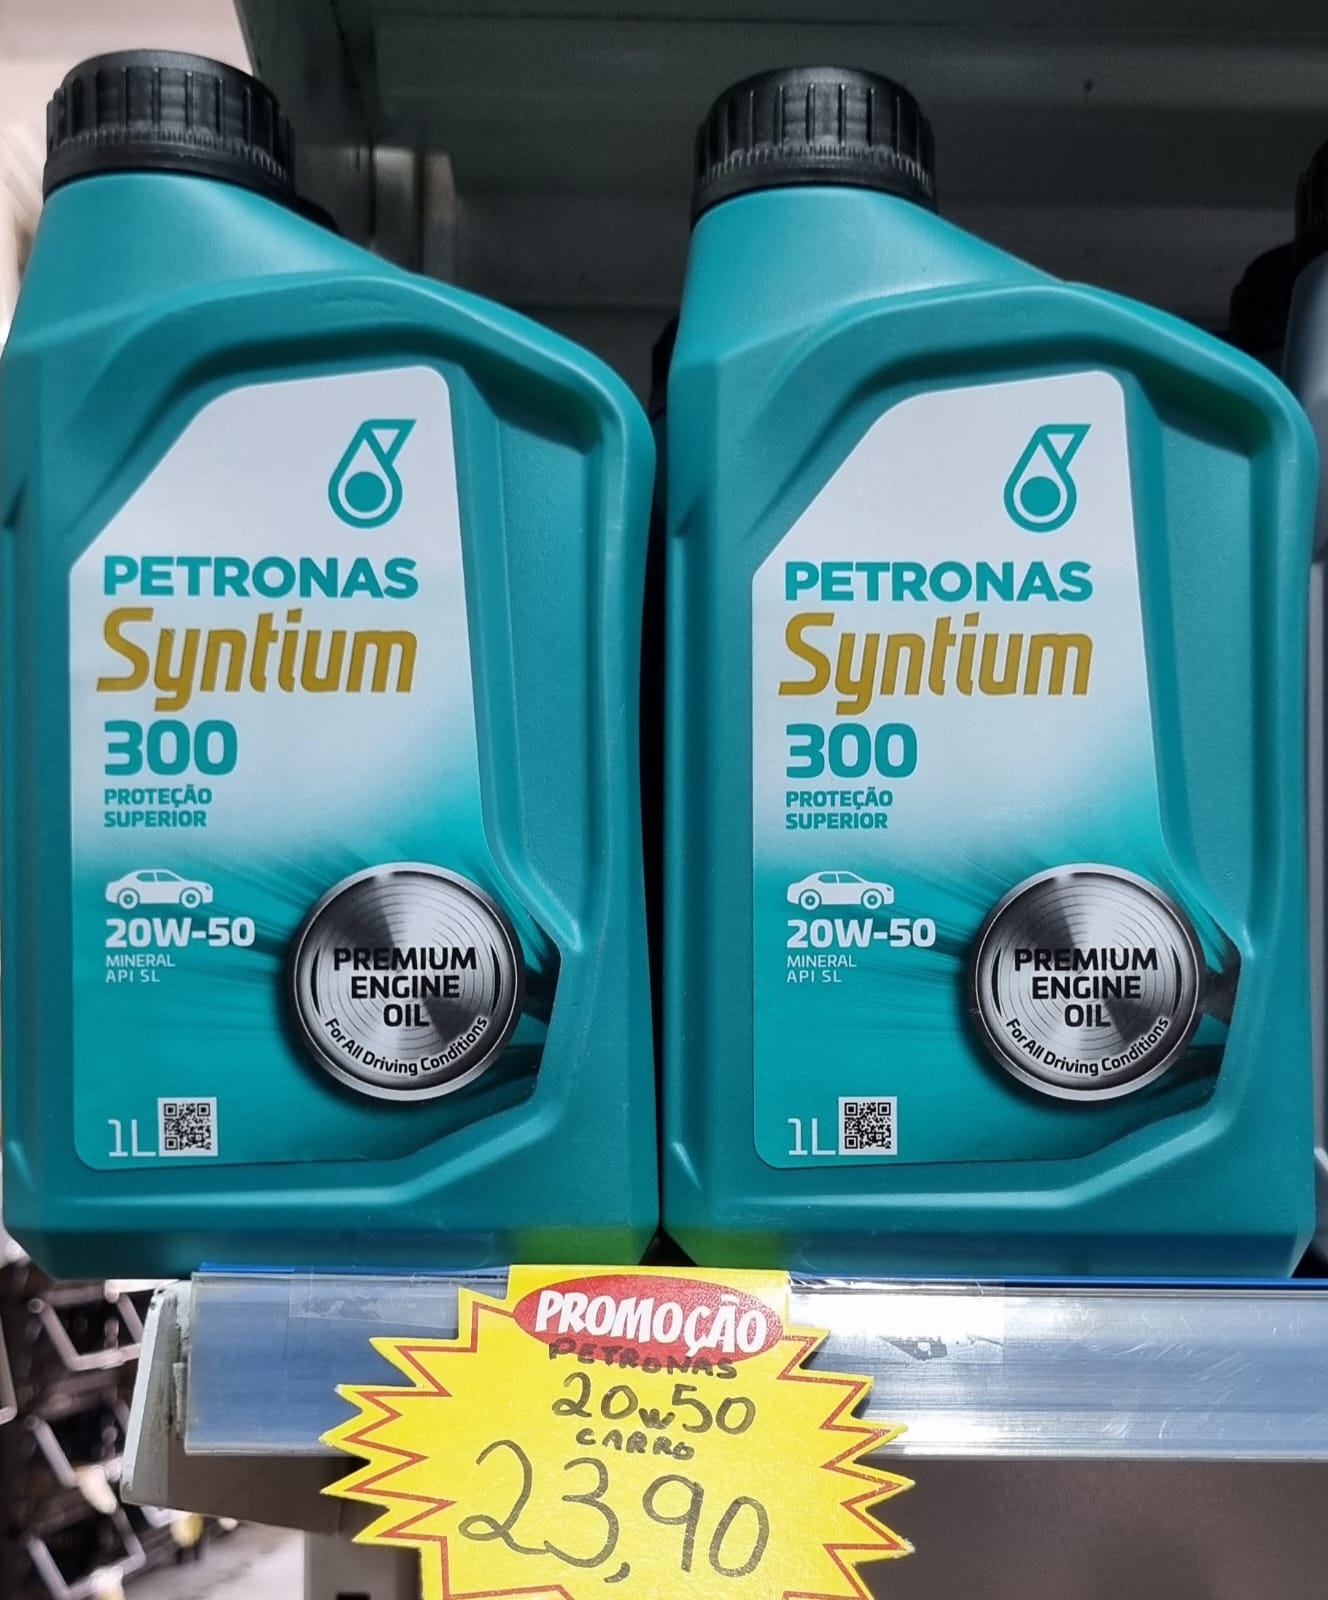 PETRONAS
Syntium
300
PROTEÇÃO
SUPERIOR
20W-50
MINERAL
API SL
PREMIUM
ENGINE
OIL
For All Driving Conditions
1L
PETRONAS
Syntium
300
PROTEÇÃO
SUPERIOR
20W-50
MINERAL
API SL
PREMIUM
ENGINE
OIL
For All Driving Conditions
1L
PROMOÇÃO
PETRONAS
20W50
CARRO
23,90